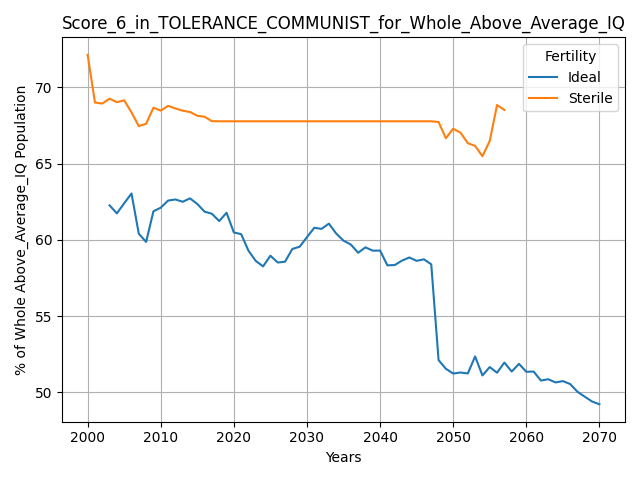 Score_6_in_TOLERANCE_COMMUNIST_for_Whole_Above_Average_IQ
Fertility
Ideal
Sterile
% of Whole Above_Average_IQ Population
70
65
60
55
50
2000 2010 2020 2030 2040 2050 2060 2070
Years